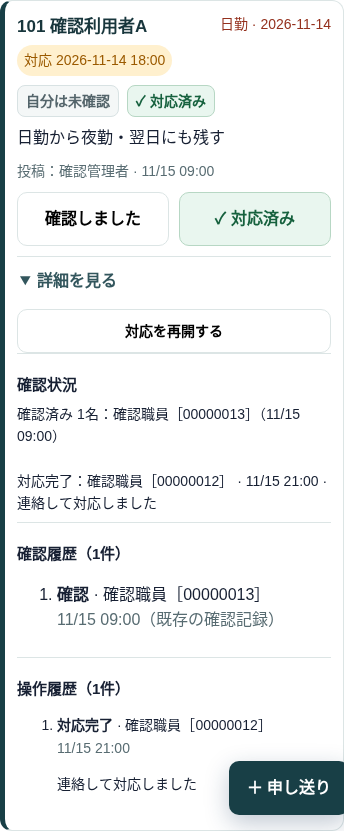 101 確認利用者A
日勤 · 2026-11-14
対応 2026-11-14 18:00
自分は未確認
✓ 対応済み
日勤から夜勤・翌日にも残す
投稿：確認管理者 · 11/15 09:00
確認しました
✓ 対応済み
▼ 詳細を見る
対応を再開する
確認状況
確認済み 1名：確認職員［00000013］（11/15
09:00）
対応完了：確認職員［00000012］ · 11/15 21:00 ·
連絡して対応しました
確認履歴（1件）
1. 確認 · 確認職員［00000013］
11/15 09:00（既存の確認記録）
操作履歴（1件）
1. 対応完了 · 確認職員［00000012］
11/15 21:00
連絡して対応しました
＋ 申し送り